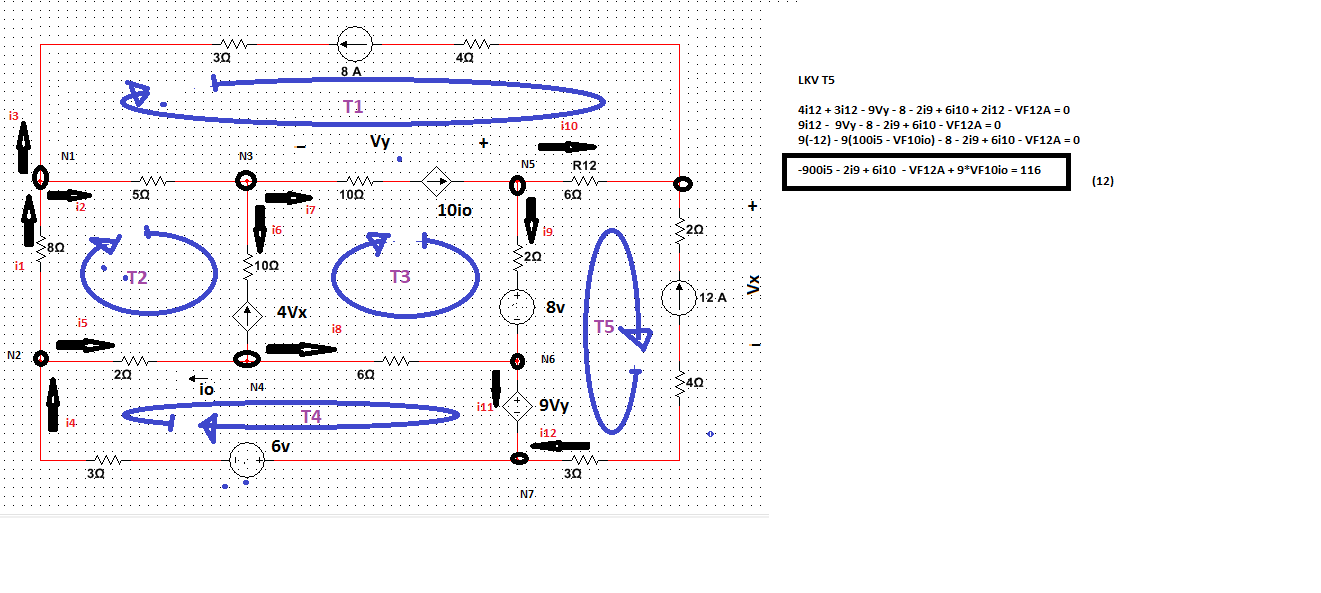 3Ω
8 A
4Ω
T1
i3
i10
− Vy +
N1
N3
N5
R12
5Ω
10Ω
10io
6Ω
i2
i7
+
i6
i9
2Ω
8Ω
i1
10Ω
2Ω
T2
T3
T5
4Vx
8v
12 A
Vx
i5
i8
−
N2
2Ω
6Ω
N6
io
N4
4Ω
i4
T4
i11
9Vy
6v
i12
3Ω
3Ω
N7
LKV T5
4i12 + 3i12 - 9Vy - 8 - 2i9 + 6i10 + 2i12 - VF12A = 0
9i12 - 9Vy - 8 - 2i9 + 6i10 - VF12A = 0
9(-12) - 9(100i5 - VF10io) - 8 - 2i9 + 6i10 - VF12A = 0
-900i5 - 2i9 + 6i10 - VF12A + 9*VF10io = 116
(12)